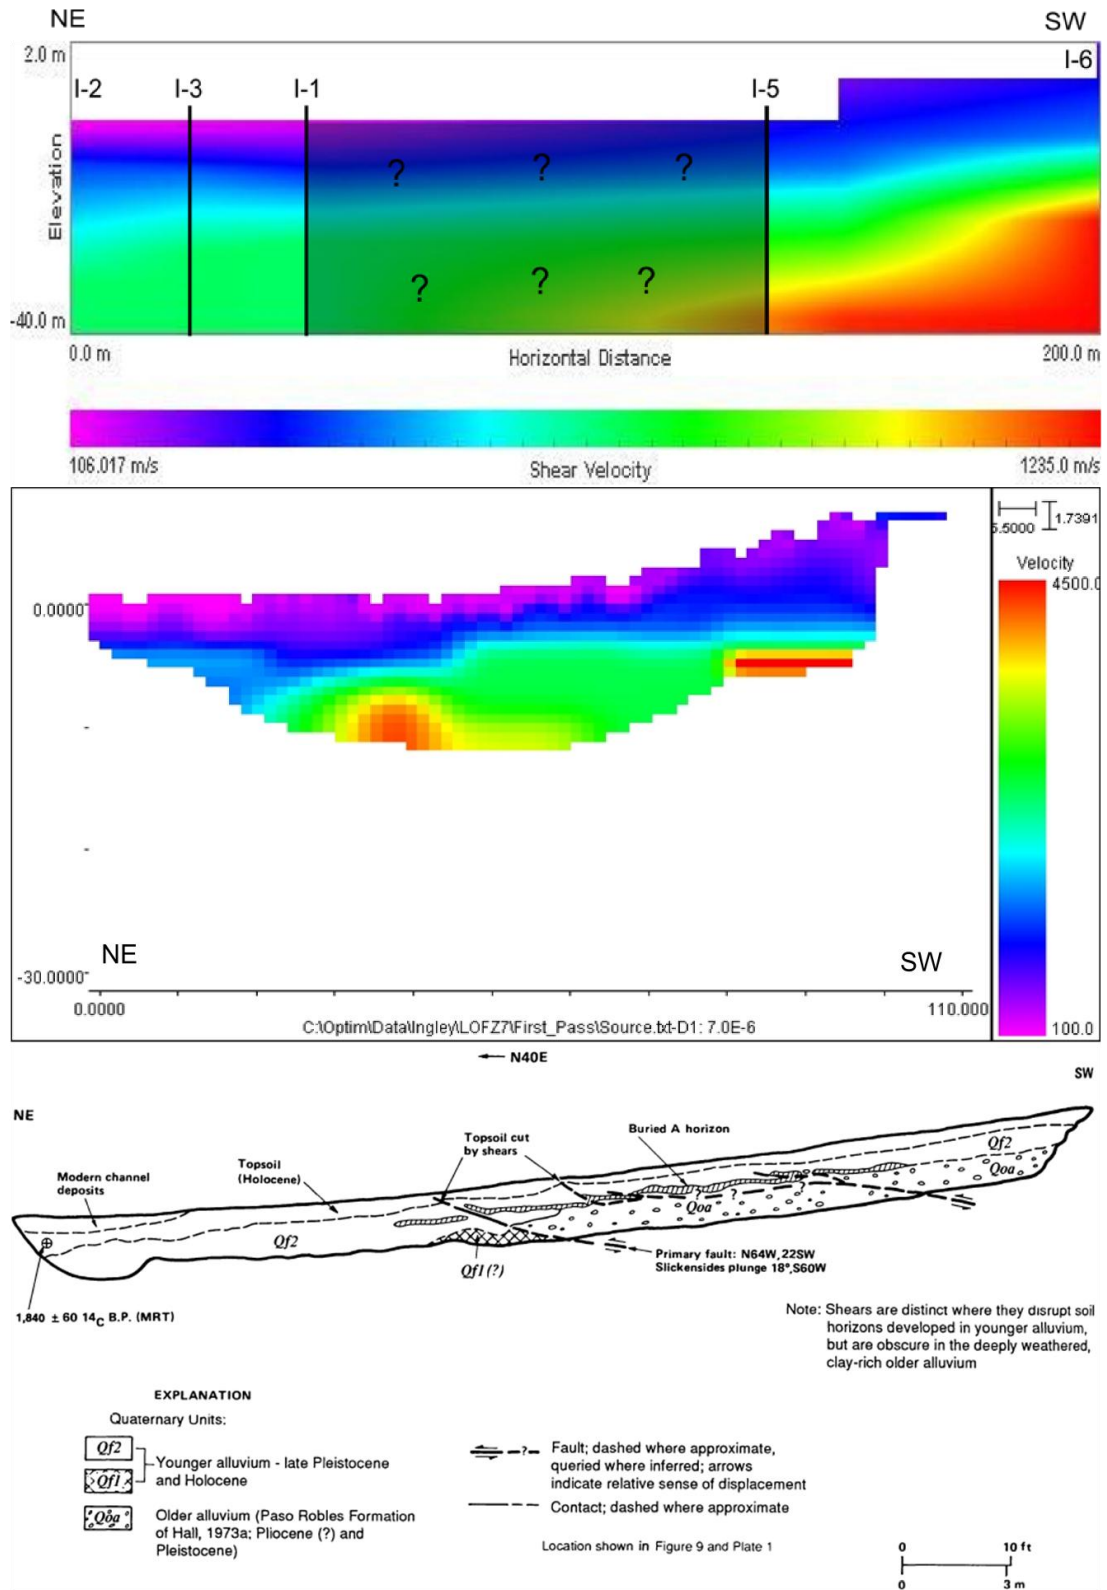 NE SW
2.0 m
I-6
I-2 I-3 I-1 I-5
? ? ?
Elevation
? ? ?
-40.0 m
0.0 m Horizontal Distance 200.0 m
106.017 m/s Shear Velocity 1235.0 m/s
5.5000 1.7391
Velocity
4500.0
0.0000
NE SW
-30.0000
0.0000 110.000
C:\Optim\Data\Ingley\LOFZ7\First_Pass\Source.txt-D1: 7.0E-6
100.0
N40E
SW
NE
Buried A horizon
Topsoil cut
by shears
Topsoil
(Holocene)
Modern channel
deposits
Qf2
Qoa
? ? ?
Qoa
Qf2
Qf1(?)
Primary fault: N64W,22SW
Slickensides plunge 18°,S60W
1,840 ± 60 14C B.P. (MRT)
Note: Shears are distinct where they disrupt soil
horizons developed in younger alluvium,
but are obscure in the deeply weathered,
clay-rich older alluvium
EXPLANATION
Quaternary Units:
Qf2
Qf1
Younger alluvium - late Pleistocene
and Holocene
Qoa
Older alluvium (Paso Robles Formation
of Hall, 1973a; Pliocene (?) and
Pleistocene)
?
Fault; dashed where approximate,
queried where inferred; arrows
indicate relative sense of displacement
Contact; dashed where approximate
Location shown in Figure 9 and Plate 1
0 10 ft
0 3 m